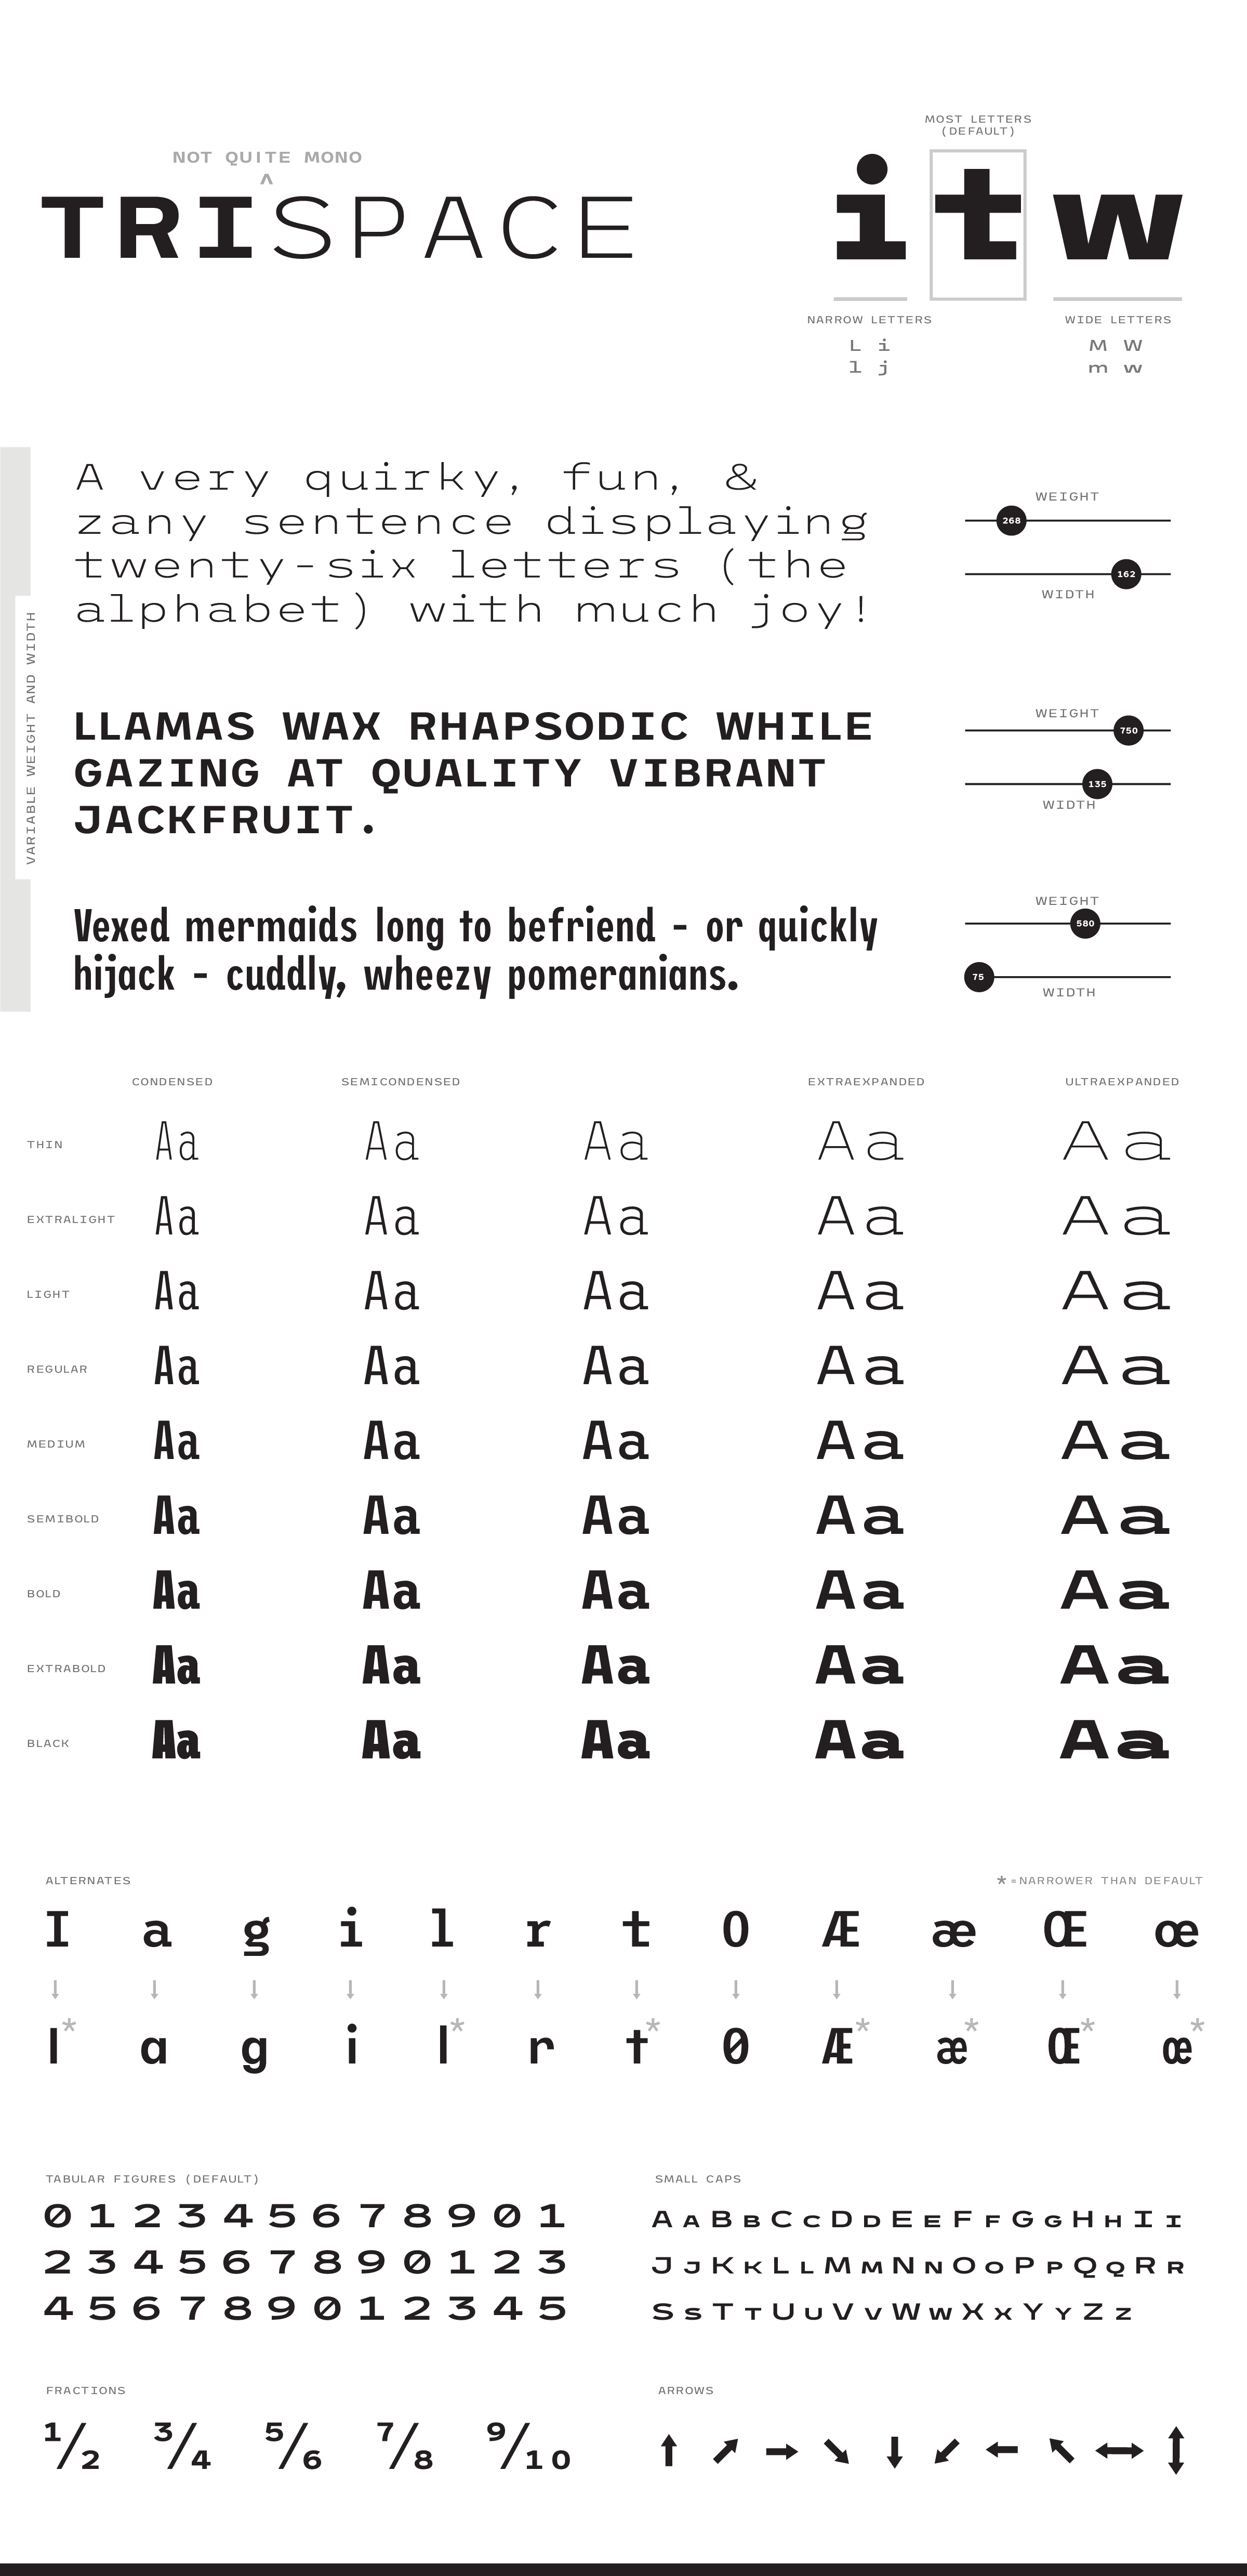 NOT QUITE MONO
^
TRISPACE
MOST LETTERS
(DEFAULT)
i t w
NARROW LETTERS
L i
l j
WIDE LETTERS
M W
m w
VARIABLE WEIGHT AND WIDTH
A very quirky, fun, &
zany sentence displaying
twenty-six letters (the
alphabet) with much joy!
WEIGHT
268
162
WIDTH
LLAMAS WAX RHAPSODIC WHILE
GAZING AT QUALITY VIBRANT
JACKFRUIT.
WEIGHT
750
135
WIDTH
Vexed mermaids long to befriend - or quickly
hijack - cuddly, wheezy pomeranians.
WEIGHT
580
75
WIDTH
CONDENSED SEMICONDENSED EXTRAEXPANDED ULTRAEXPANDED
THIN Aa Aa Aa Aa Aa
EXTRALIGHT Aa Aa Aa Aa Aa
LIGHT Aa Aa Aa Aa Aa
REGULAR Aa Aa Aa Aa Aa
MEDIUM Aa Aa Aa Aa Aa
SEMIBOLD Aa Aa Aa Aa Aa
BOLD Aa Aa Aa Aa Aa
EXTRABOLD Aa Aa Aa Aa Aa
BLACK Aa Aa Aa Aa Aa
ALTERNATES
*=NARROWER THAN DEFAULT
I a g i l r t O Æ æ Œ œ
↓ ↓ ↓ ↓ ↓ ↓ ↓ ↓ ↓ ↓ ↓ ↓
I* a g i l* r t* 0 Æ* æ* Œ* œ*
TABULAR FIGURES (DEFAULT)
0 1 2 3 4 5 6 7 8 9 0 1
2 3 4 5 6 7 8 9 0 1 2 3
4 5 6 7 8 9 0 1 2 3 4 5
SMALL CAPS
A A B B C C D D E E F F G G H H I I
J J K K L L M M N N O O P P Q Q R R
S S T T U U V V W W X X Y Y Z Z
FRACTIONS
1/2 3/4 5/6 7/8 9/10
ARROWS
↑ ↗ → ↘ ↓ ↙ ← ↖ ↔ ↕